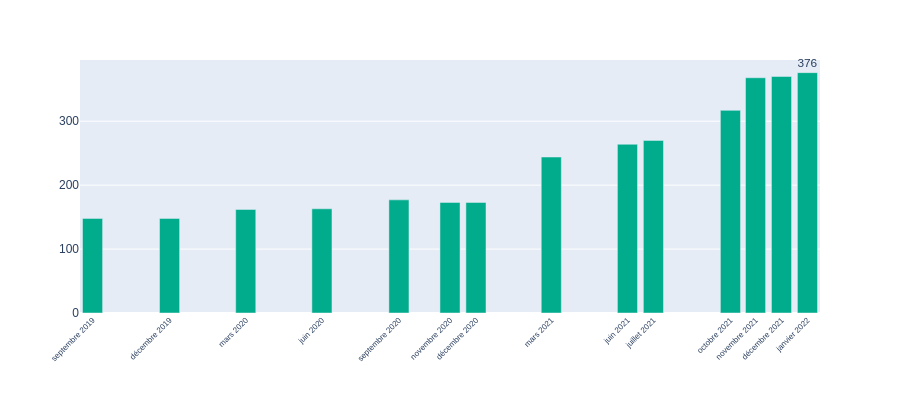 376
300
200
100
0
septembre 2019
décembre 2019
mars 2020
juin 2020
septembre 2020
novembre 2020
décembre 2020
mars 2021
juin 2021
juillet 2021
octobre 2021
novembre 2021
décembre 2021
janvier 2022